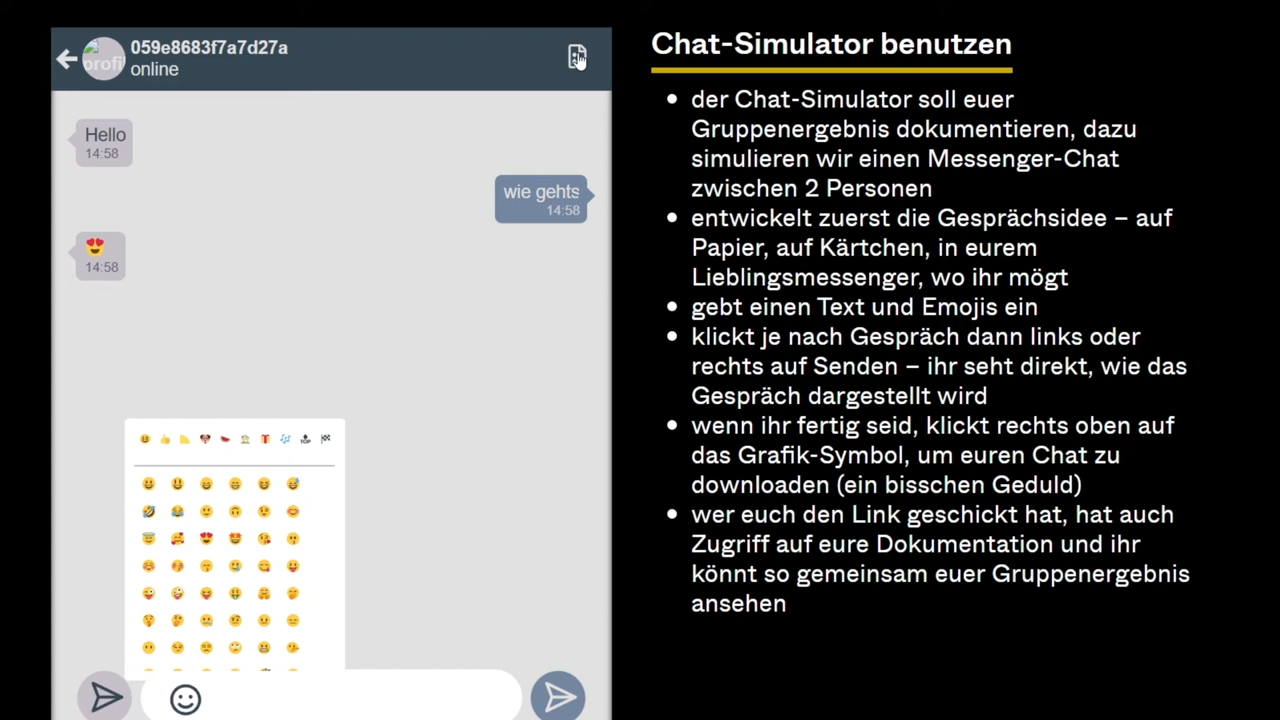 059e8683f7a7d27a
online
profi
Hello
14:58
wie gehts
14:58
😍
14:58
TOP
Chat-Simulator benutzen
• der Chat-Simulator soll euer
Gruppenergebnis dokumentieren, dazu
simulieren wir einen Messenger-Chat
zwischen 2 Personen
• entwickelt zuerst die Gesprächsidee – auf
Papier, auf Kärtchen, in eurem
Lieblingsmessenger, wo ihr mögt
• gebt einen Text und Emojis ein
• klickt je nach Gespräch dann links oder
rechts auf Senden – ihr seht direkt, wie das
Gespräch dargestellt wird
• wenn ihr fertig seid, klickt rechts oben auf
das Grafik-Symbol, um euren Chat zu
downloaden (ein bisschen Geduld)
• wer euch den Link geschickt hat, hat auch
Zugriff auf eure Dokumentation und ihr
könnt so gemeinsam euer Gruppenergebnis
ansehen